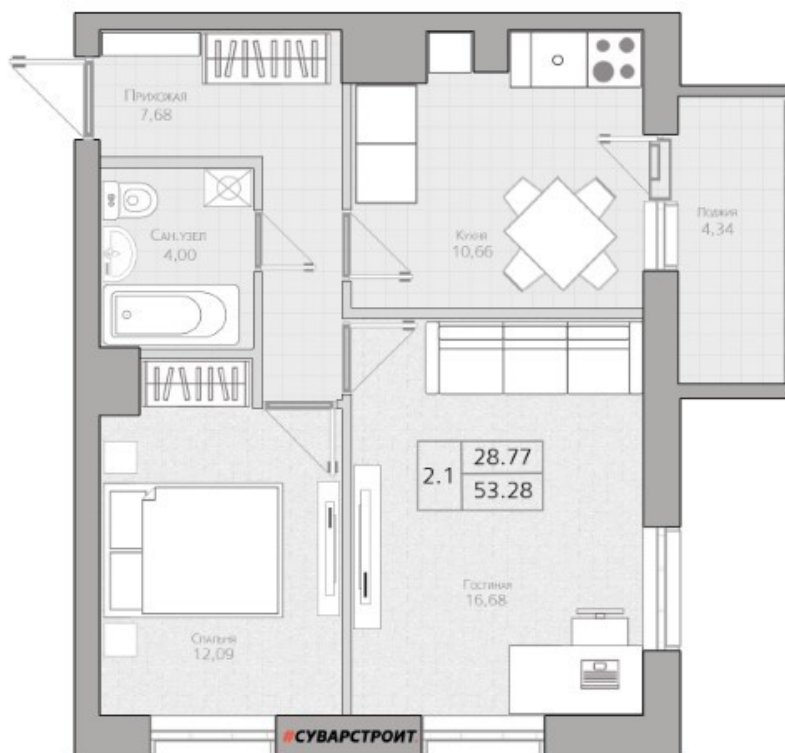 Прихожая
7,68
Сан.узел
4,00
Кухня
10,66
Лоджия
4,34
2.1
28.77
53.28
Гостиная
16,68
Спальня
12,09
#СУВАРСТРОИТ